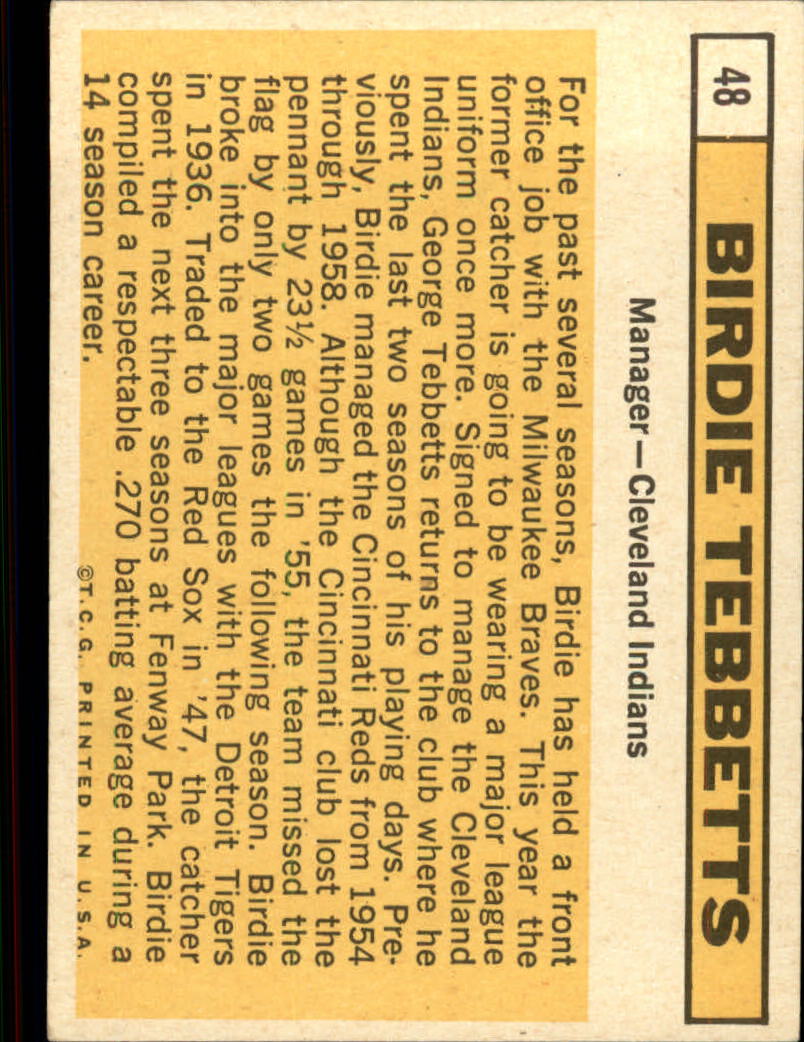 48
BIRDIE TEBBETTS
Manager—Cleveland Indians
For the past several seasons, Birdie has held a front
office job with the Milwaukee Braves. This year the
former catcher is going to be wearing a major league
uniform once more. Signed to manage the Cleveland
Indians, George Tebbetts returns to the club where he
spent the last two seasons of his playing days. Pre-
viously, Birdie managed the Cincinnati Reds from 1954
through 1958. Although the Cincinnati club lost the
pennant by 23½ games in '55, the team missed the
flag by only two games the following season. Birdie
broke into the major leagues with the Detroit Tigers
in 1936. Traded to the Red Sox in '47, the catcher
spent the next three seasons at Fenway Park. Birdie
compiled a respectable .270 batting average during a
14 season career.
©T.C.G. PRINTED IN U.S.A.